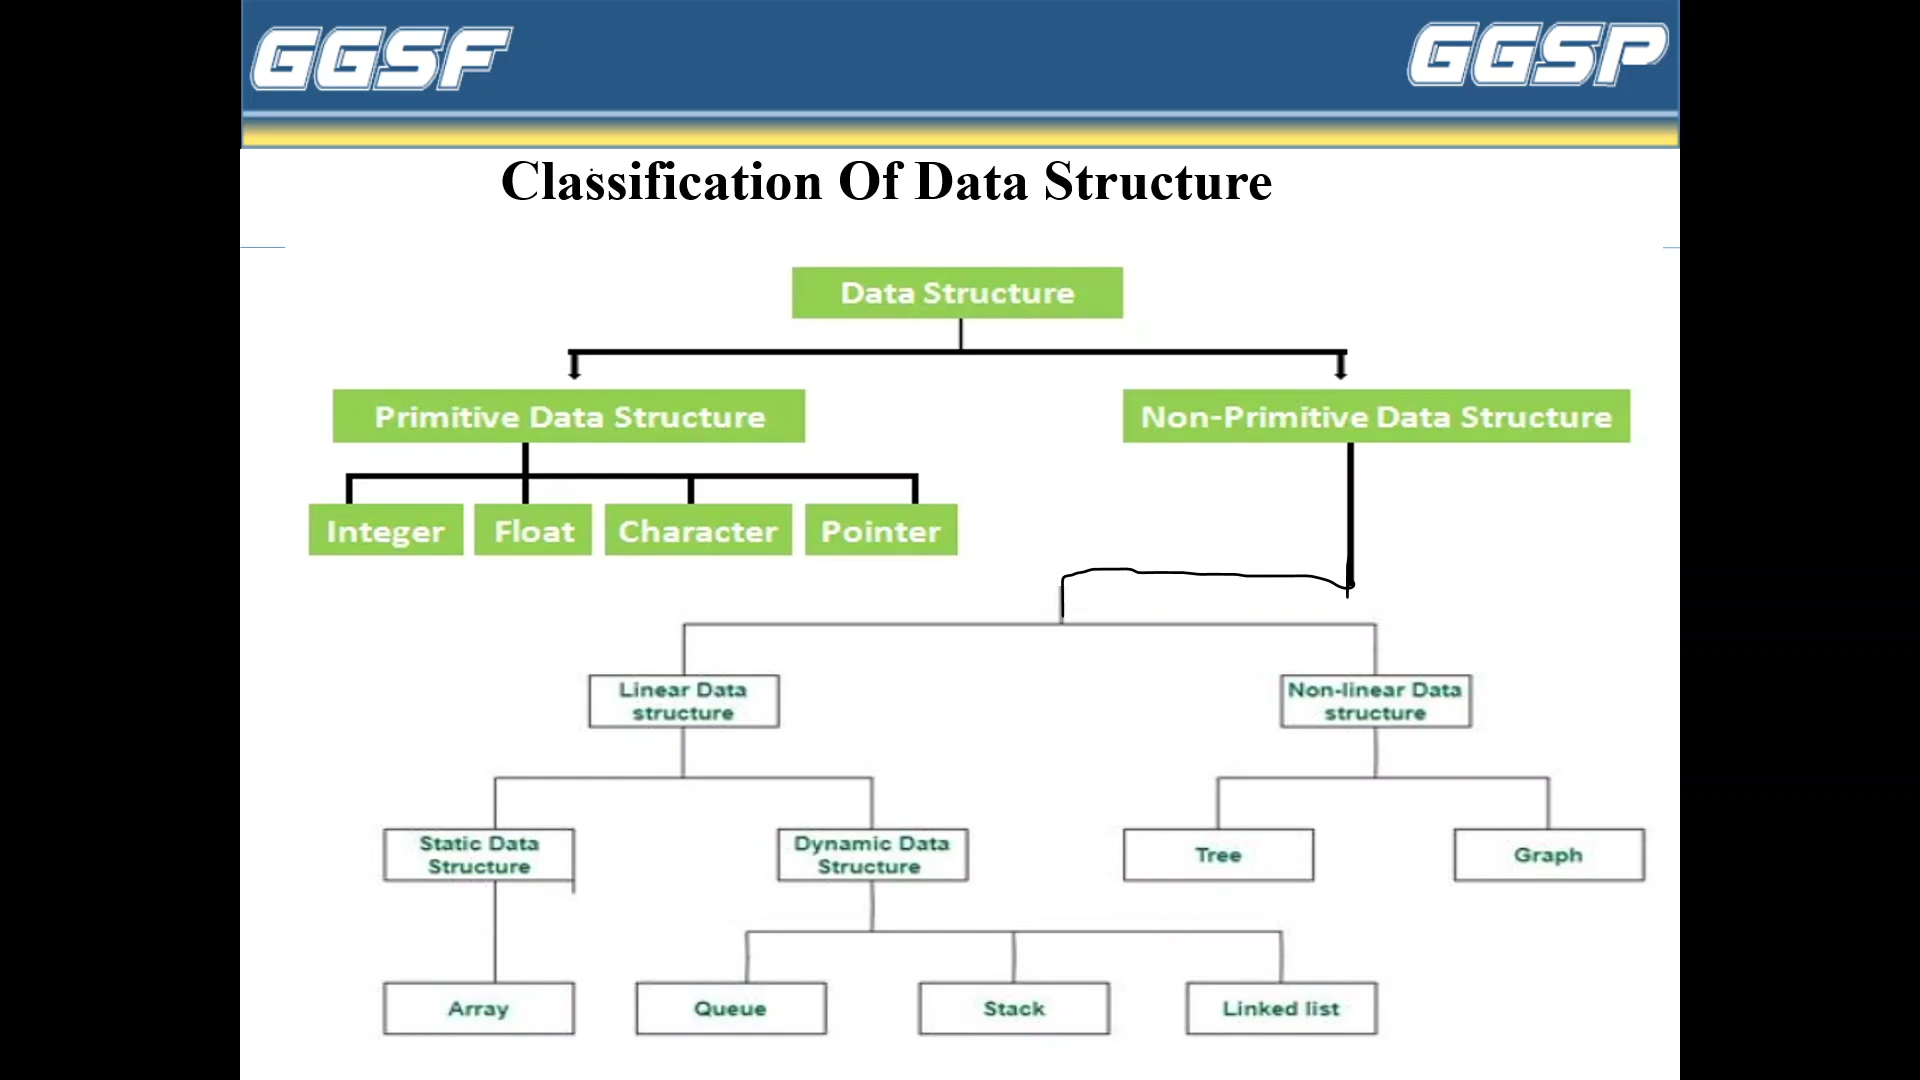 GGSF
GGSP
Classification Of Data Structure
Data Structure
Primitive Data Structure
Non-Primitive Data Structure
Integer
Float
Character
Pointer
Linear Data
structure
Non-linear Data
structure
Static Data
Structure
Dynamic Data
Structure
Tree
Graph
Array
Queue
Stack
Linked list